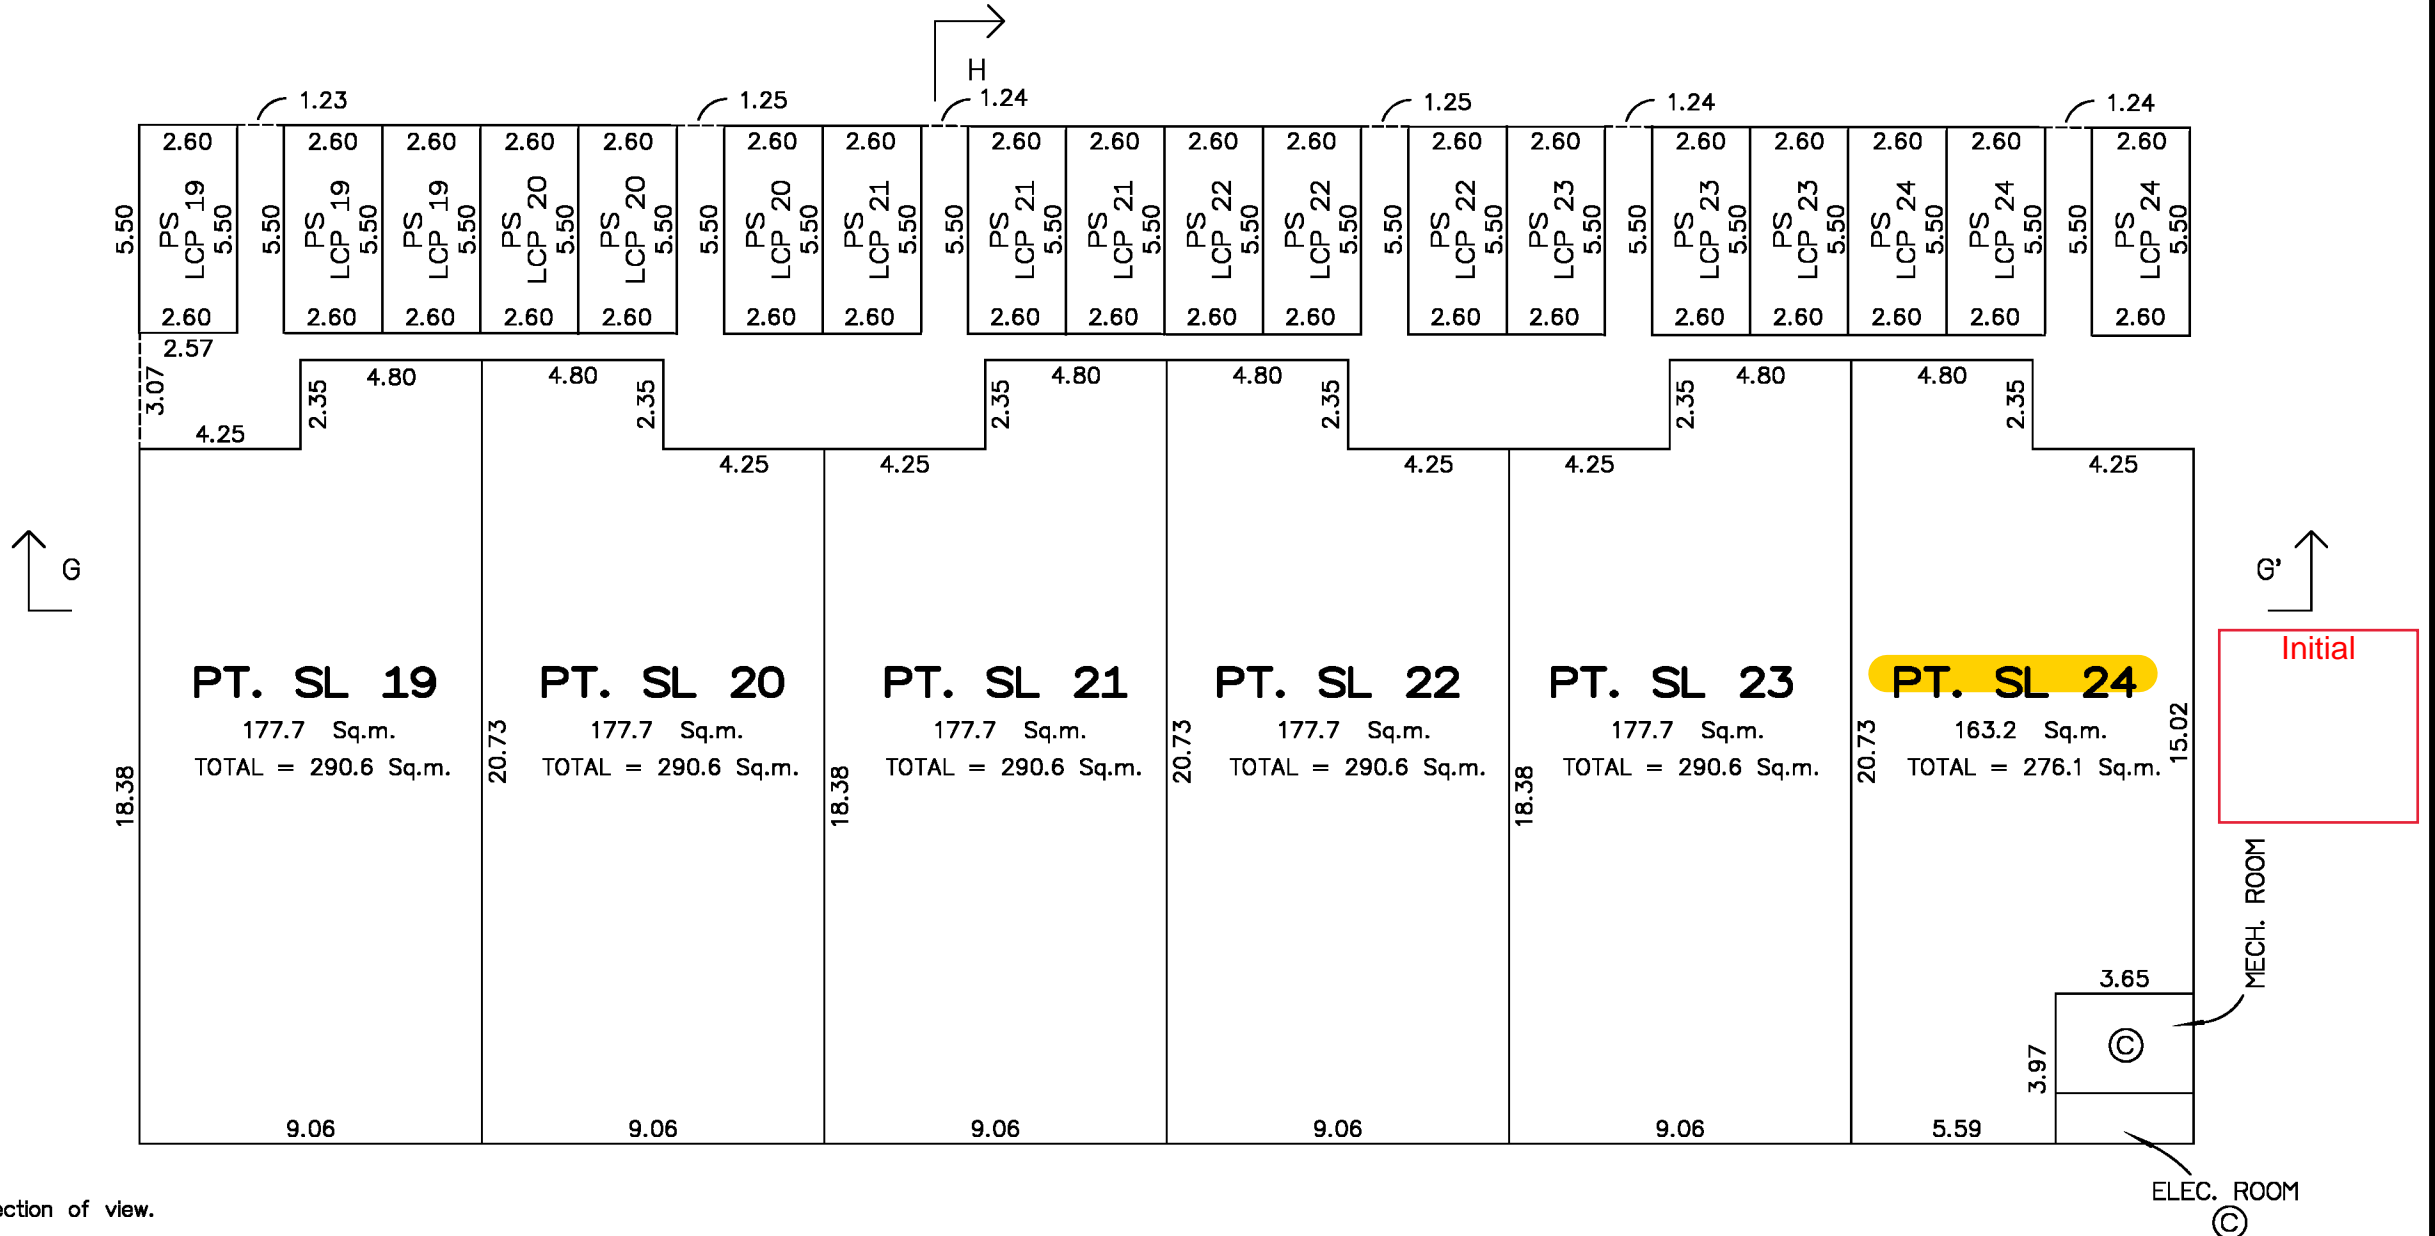 H
1.23
1.25
1.24
1.25
1.24
1.24
2.60 2.60 2.60 2.60 2.60 2.60 2.60 2.60 2.60 2.60 2.60 2.60 2.60 2.60 2.60 2.60 2.60 2.60
5.50
PS
LCP 19
5.50
5.50
PS
LCP 19
5.50
PS
LCP 19
5.50
PS
LCP 20
5.50
PS
LCP 20
5.50
5.50
PS
LCP 20
5.50
PS
LCP 21
5.50
5.50
PS
LCP 21
5.50
PS
LCP 21
5.50
PS
LCP 22
5.50
PS
LCP 22
5.50
5.50
PS
LCP 22
5.50
PS
LCP 23
5.50
5.50
PS
LCP 23
5.50
PS
LCP 23
5.50
PS
LCP 24
5.50
PS
LCP 24
5.50
5.50
PS
LCP 24
5.50
2.60 2.60 2.60 2.60 2.60 2.60 2.60 2.60 2.60 2.60 2.60 2.60 2.60 2.60 2.60 2.60 2.60 2.60
2.57
3.07
4.25
2.35
4.80
4.80
2.35
4.25
4.25
2.35
4.80
4.80
2.35
4.25
4.25
2.35
4.80
4.80
2.35
4.25
G
G'
Initial
PT. SL 19
177.7 Sq.m.
TOTAL = 290.6 Sq.m.
PT. SL 20
177.7 Sq.m.
TOTAL = 290.6 Sq.m.
PT. SL 21
177.7 Sq.m.
TOTAL = 290.6 Sq.m.
PT. SL 22
177.7 Sq.m.
TOTAL = 290.6 Sq.m.
PT. SL 23
177.7 Sq.m.
TOTAL = 290.6 Sq.m.
PT. SL 24
163.2 Sq.m.
TOTAL = 276.1 Sq.m.
18.38
20.73
18.38
20.73
18.38
20.73
15.02
MECH. ROOM
3.65
3.97
©
9.06
9.06
9.06
9.06
9.06
5.59
ELEC. ROOM
©
ection of view.